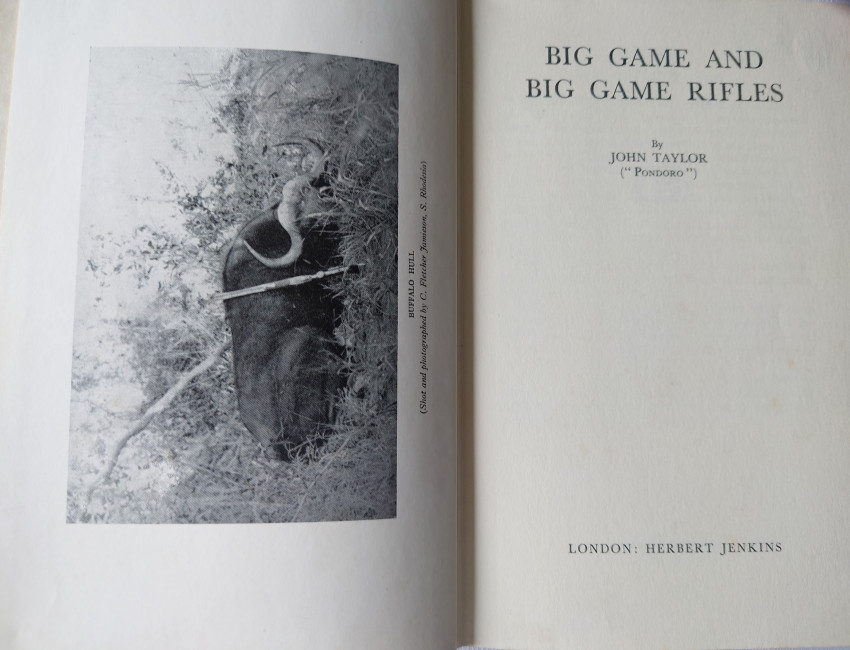 BUFFALO HULL
(Shot and photographed by C. Fletcher Jamieson, S. Rhodesia)
BIG GAME AND
BIG GAME RIFLES
By
JOHN TAYLOR
("PONDORO")
LONDON: HERBERT JENKINS